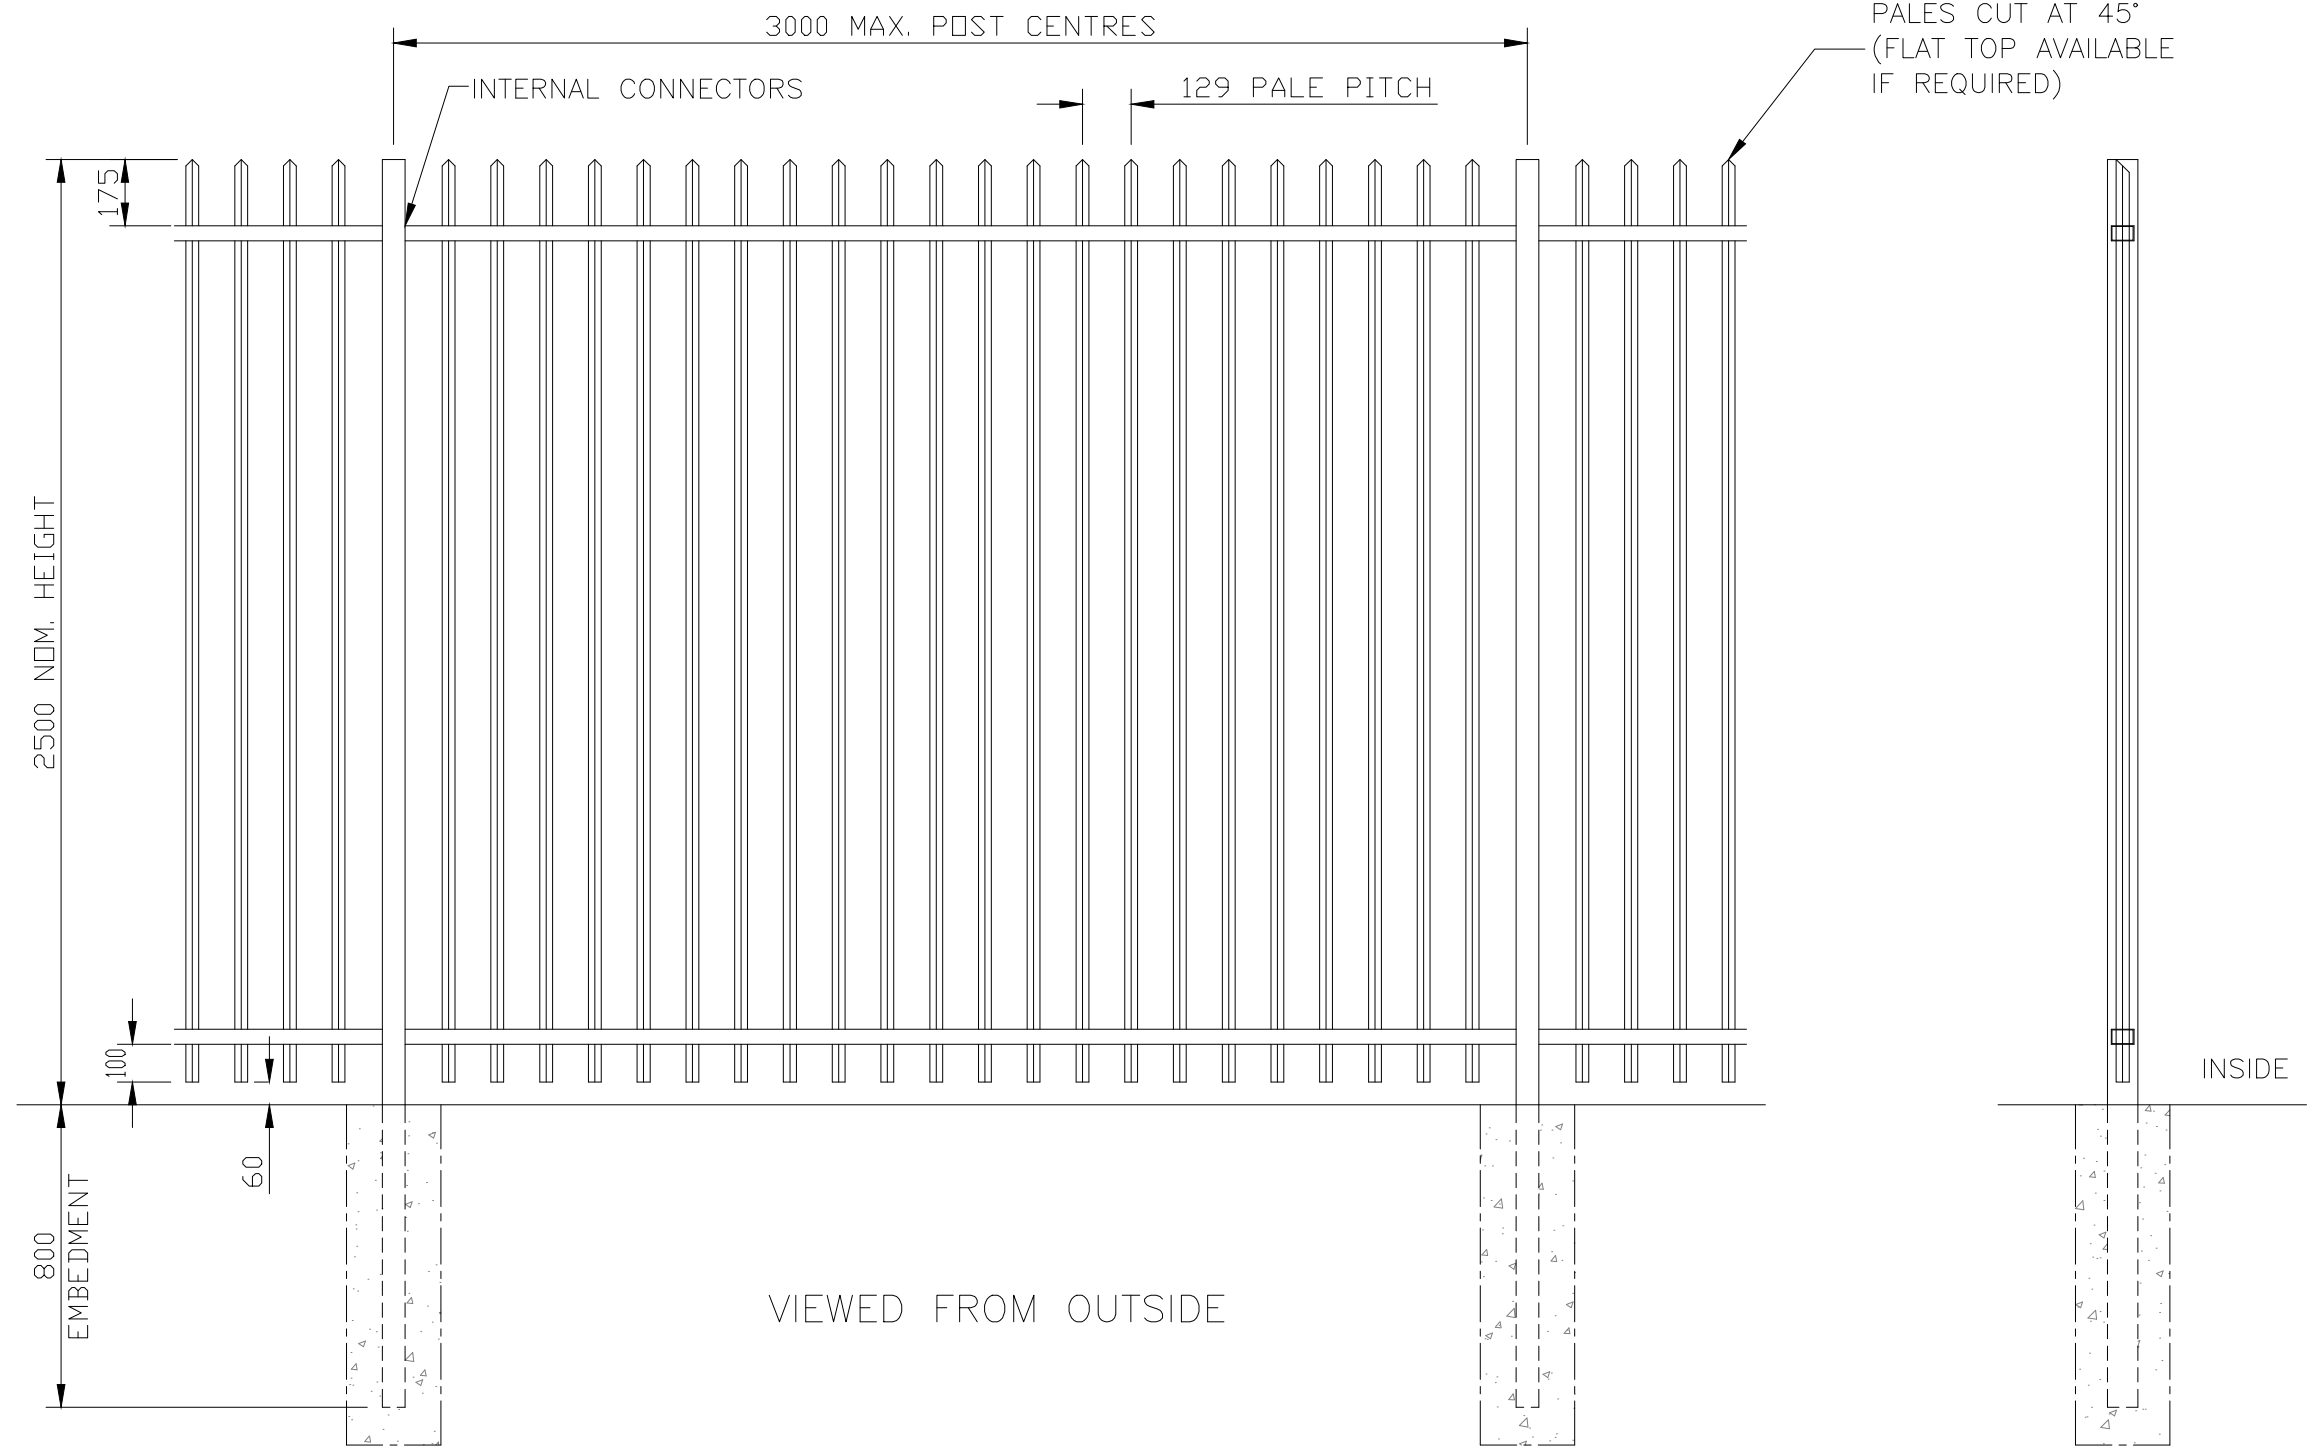 3000 MAX. POST CENTRES
PALES CUT AT 45°
(FLAT TOP AVAILABLE
IF REQUIRED)
INTERNAL CONNECTORS
129 PALE PITCH
175
2500 NOM. HEIGHT
100
60
INSIDE
800
EMBEDMENT
VIEWED FROM OUTSIDE